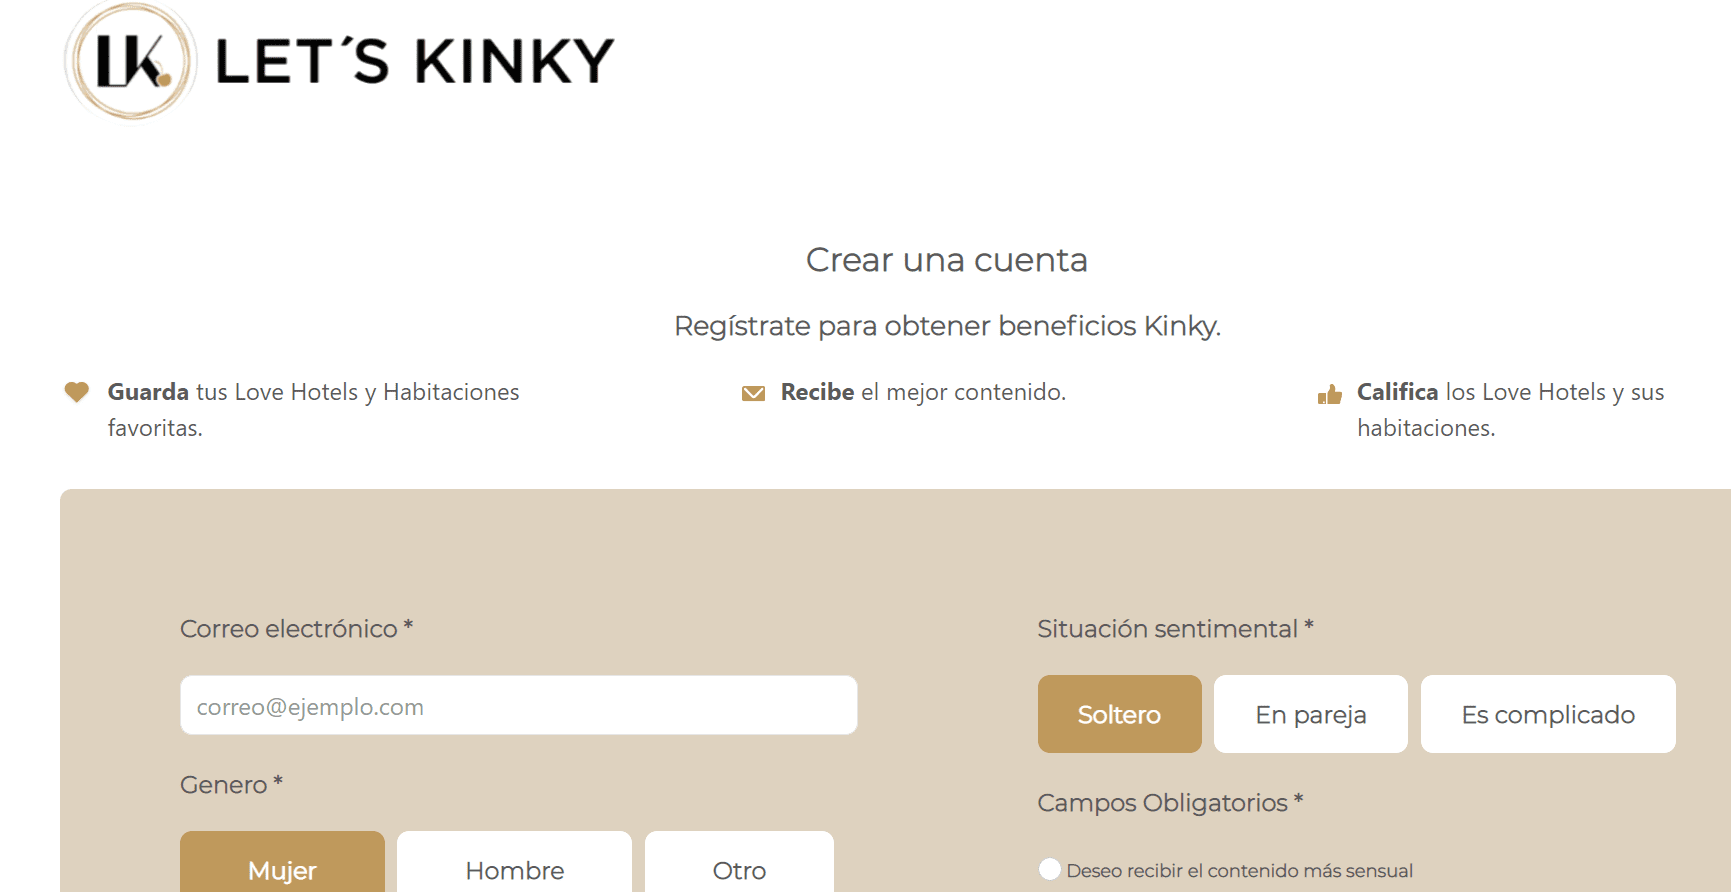 LK
LET´S KINKY
Crear una cuenta
Regístrate para obtener beneficios Kinky.
Guarda tus Love Hotels y Habitaciones
favoritas.
Recibe el mejor contenido.
Califica los Love Hotels y sus
habitaciones.
Correo electrónico *
correo@ejemplo.com
Genero *
Mujer
Hombre
Otro
Situación sentimental *
Soltero
En pareja
Es complicado
Campos Obligatorios *
Deseo recibir el contenido más sensual